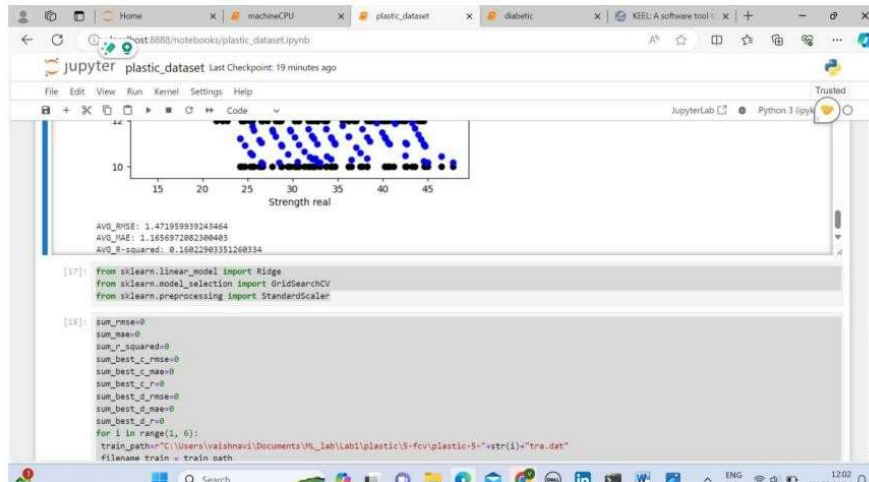 Home
machineCPU
plastic_dataset
diabetic
KEEL: A software tool t
host:8888/notebooks/plastic_dataset.ipynb
jupyter plastic_dataset Last Checkpoint: 19 minutes ago
File Edit View Run Kernel Settings Help
Trusted
Code
JupyterLab
Python 3 (ipyk
12
10
15 20 25 30 35 40 45
Strength real
AVG_RMSE: 1.471959939243464
AVG_MAE: 1.1656972082300403
AVG_R-squared: 0.16022903351260334
[17]: from sklearn.linear_model import Ridge
from sklearn.model_selection import GridSearchCV
from sklearn.preprocessing import StandardScaler
sum_rmse=0
sum_mae=0
sum_r_squared=0
sum_best_c_rmse=0
sum_best_c_mae=0
sum_best_c_r=0
sum_best_d_rmse=0
sum_best_d_mae=0
sum_best_d_r=0
for i in range(1, 6):
train_path=r"C:\Users\vaishnavi\Documents\ML_lab\Lab1\plastic\5-fcv\plastic-5-"+str(i)+"tra.dat"
filename_train = train_path
Search
ENG
12:02